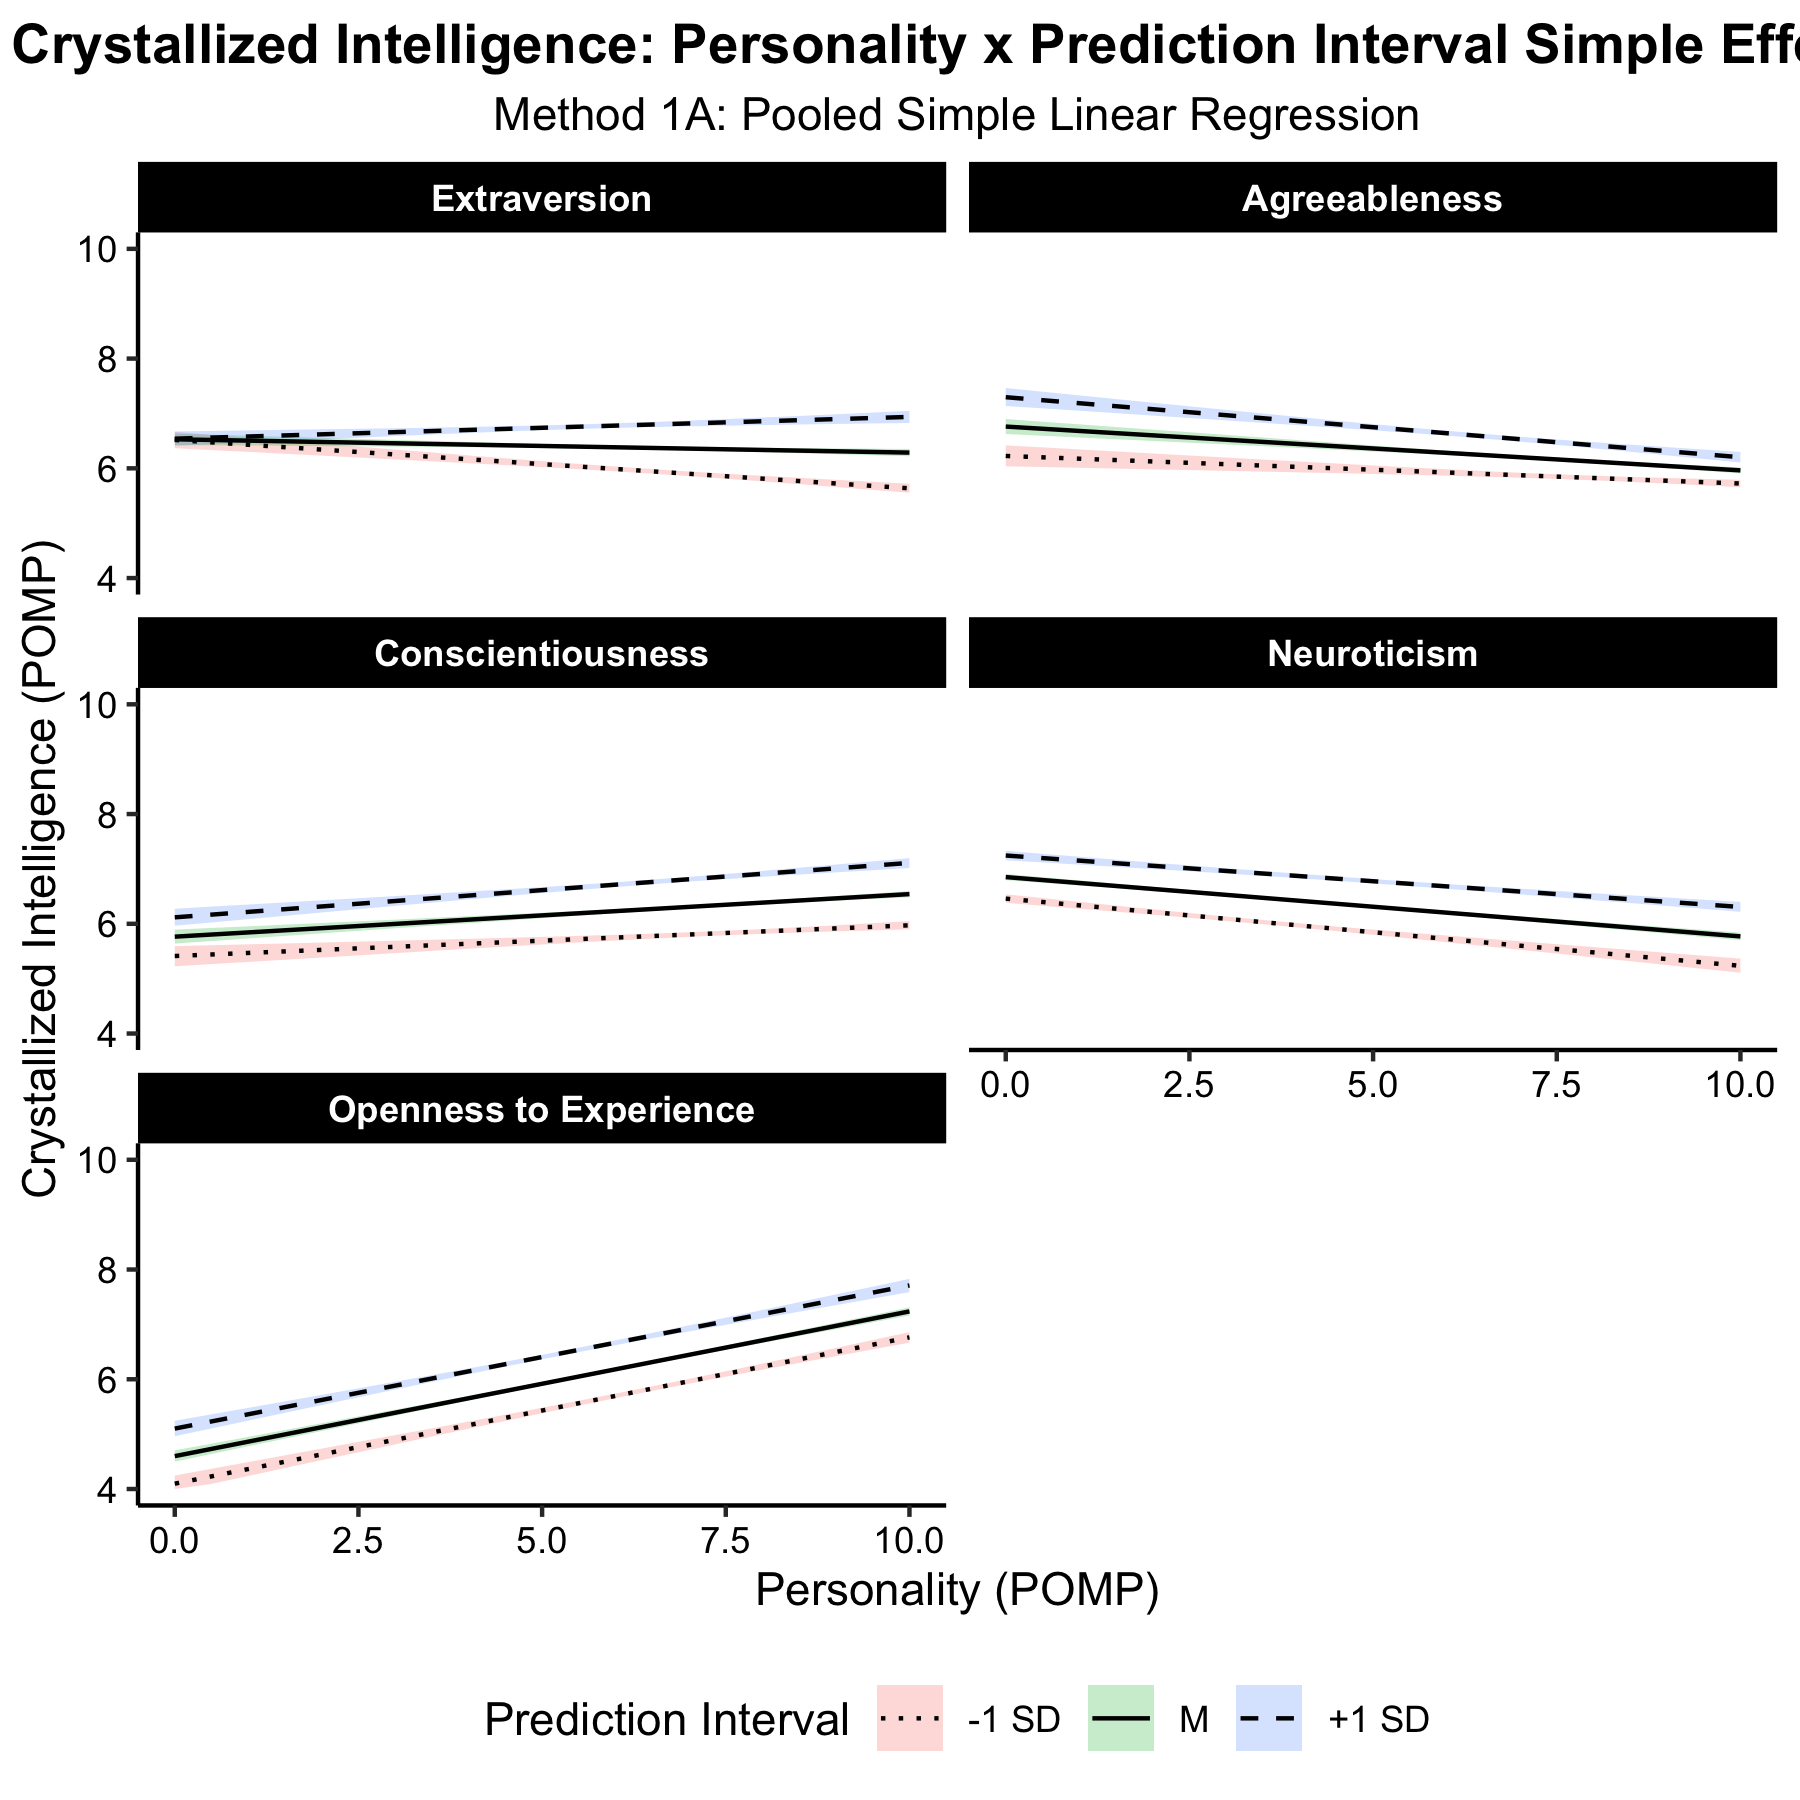 Crystallized Intelligence: Personality x Prediction Interval Simple
Method 1A: Pooled Simple Linear Regression
Extraversion
Agreeableness
10
8
6
4
Conscientiousness
Neuroticism
10
8
6
4
0.0 2.5 5.0 7.5 10.0
Openness to Experience
10
8
6
4
0.0 2.5 5.0 7.5 10.0
Crystallized Intelligence (POMP)
Personality (POMP)
Prediction Interval -1 SD M +1 SD